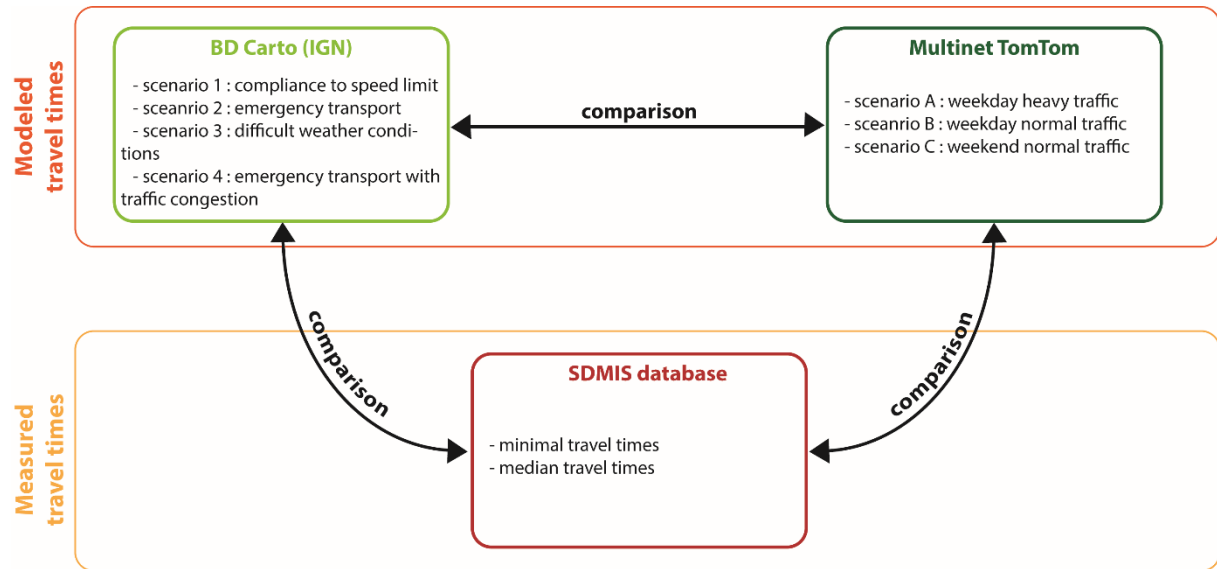 Modeled
travel times
BD Carto (IGN)
- scenario 1 : compliance to speed limit
- sceanrio 2 : emergency transport
- scenario 3 : difficult weather condi-
tions
- scenario 4 : emergency transport with
traffic congestion
comparison
Multinet TomTom
- scenario A : weekday heavy traffic
- sceanrio B : weekday normal traffic
- scenario C : weekend normal traffic
comparison
comparison
Measured
travel times
SDMIS database
- minimal travel times
- median travel times